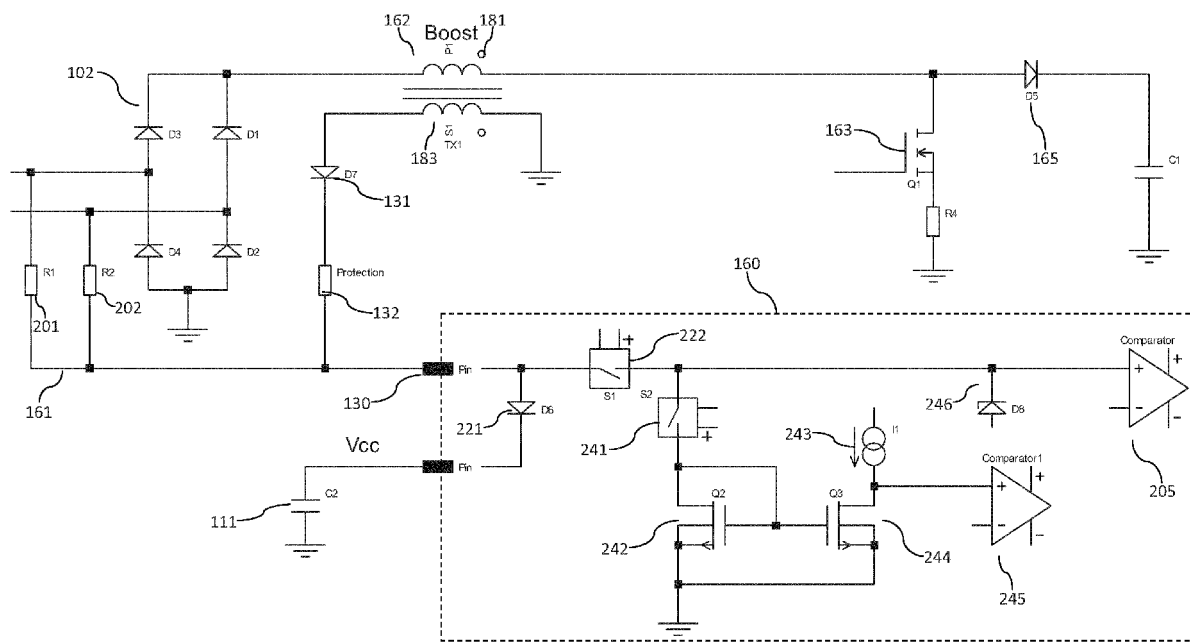 162
Boost
181
P1
102
D3
D1
S1
TX1
183
D5
165
163
Q1
C1
D7
131
R4
D4
D2
R1
R2
201
202
Protection
132
160
222
Comparator
+
+
-
-
161
130
Pin
S1
+
S2
221
D6
241
+
246
D8
205
243
I1
Vcc
Pin
Comparator1
+
+
-
-
C2
111
Q2
Q3
242
244
245